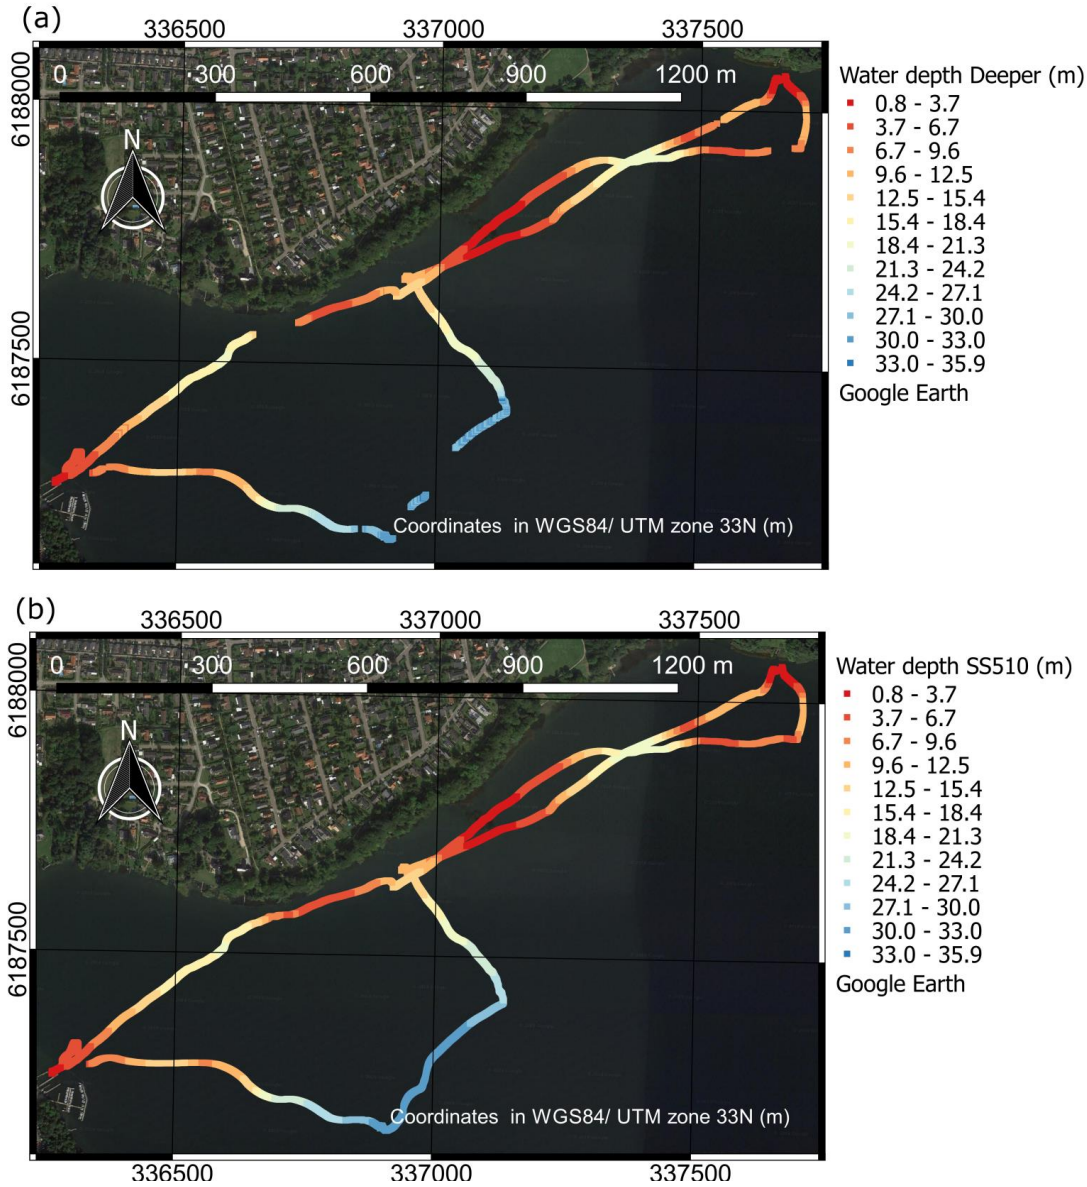 (a)
336500 337000 337500
6188000
6187500
0 300 600 900 1200 m
N
Coordinates in WGS84/ UTM zone 33N (m)
Water depth Deeper (m)
0.8 - 3.7
3.7 - 6.7
6.7 - 9.6
9.6 - 12.5
12.5 - 15.4
15.4 - 18.4
18.4 - 21.3
21.3 - 24.2
24.2 - 27.1
27.1 - 30.0
30.0 - 33.0
33.0 - 35.9
Google Earth
(b)
336500 337000 337500
6188000
6187500
0 300 600 900 1200 m
N
Coordinates in WGS84/ UTM zone 33N (m)
336500 337000 337500
Water depth SS510 (m)
0.8 - 3.7
3.7 - 6.7
6.7 - 9.6
9.6 - 12.5
12.5 - 15.4
15.4 - 18.4
18.4 - 21.3
21.3 - 24.2
24.2 - 27.1
27.1 - 30.0
30.0 - 33.0
33.0 - 35.9
Google Earth